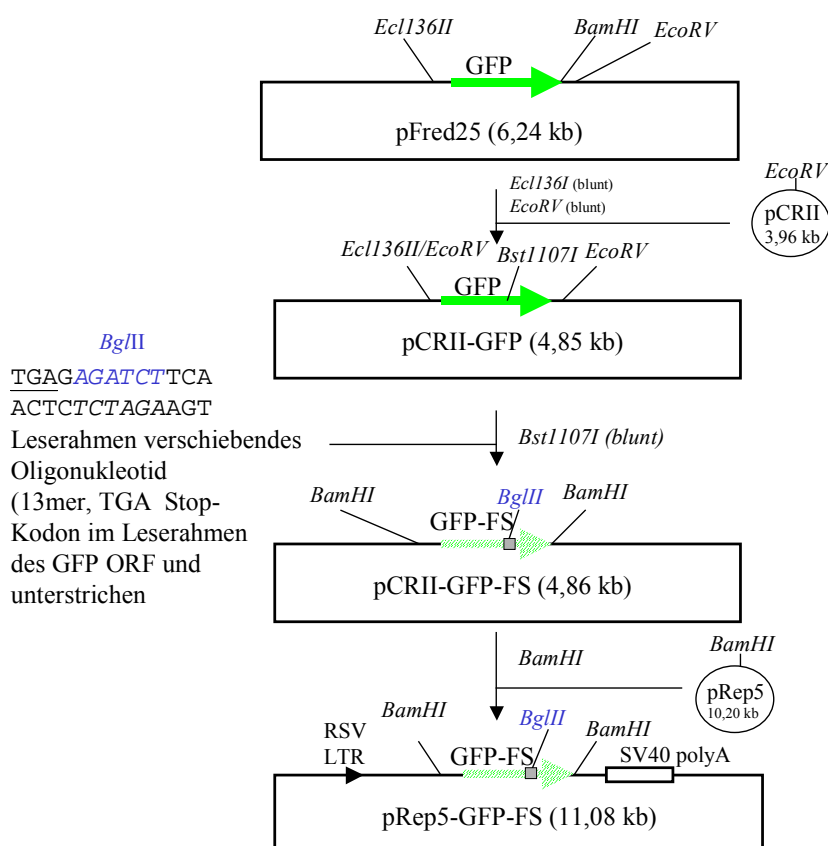 Ecl136II
BamHI
EcoRV
GFP
pFred25 (6,24 kb)
Ecl136I (blunt)
EcoRV (blunt)
EcoRV
pCRII
3,96 kb
Ecl136II/EcoRV
Bst1107I
EcoRV
GFP
pCRII-GFP (4,85 kb)
BglII
TGAGAGATCTTCA
ACTCTCTAGAAGT
Leserahmen verschiebendes
Oligonukleotid
(13mer, TGA Stop-
Kodon im Leserahmen
des GFP ORF und
unterstrichen
Bst1107I (blunt)
BamHI
BglII
BamHI
GFP-FS
pCRII-GFP-FS (4,86 kb)
BamHI
BamHI
pRep5
10,20 kb
RSV
LTR
BamHI
BglII
BamHI
GFP-FS
SV40 polyA
pRep5-GFP-FS (11,08 kb)